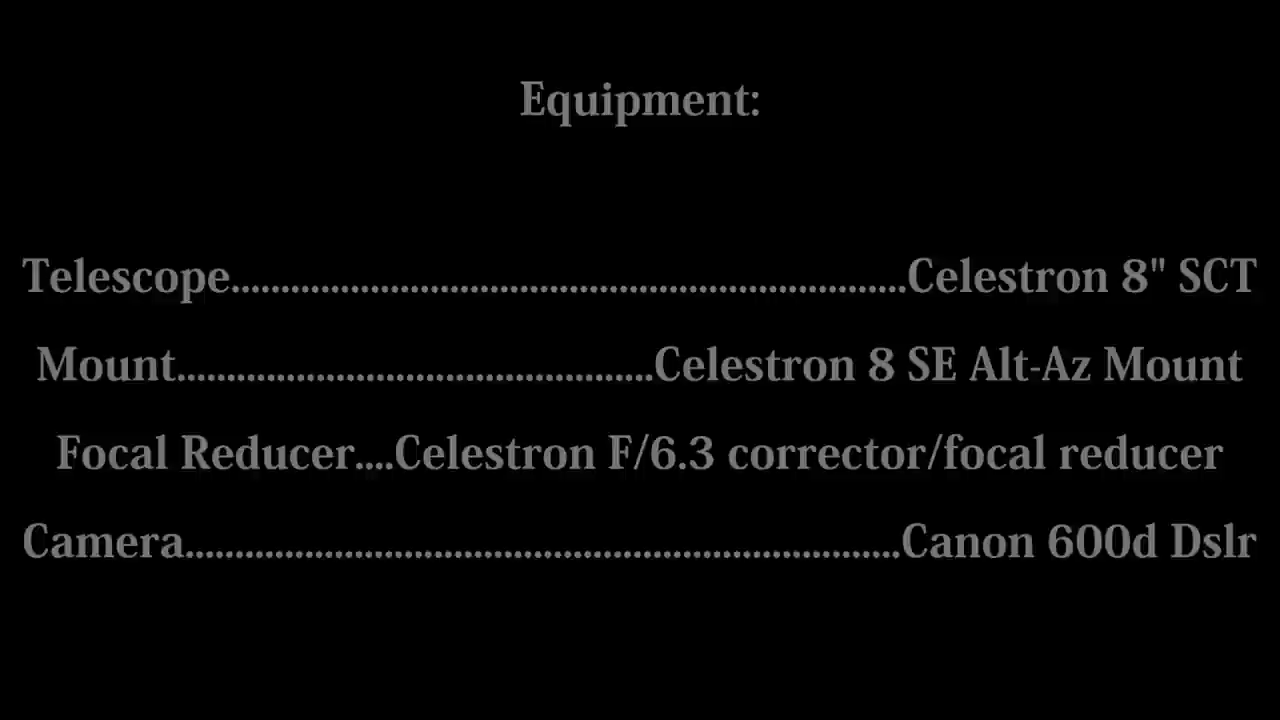 Equipment:
Telescope....................................................................Celestron 8" SCT
Mount................................................Celestron 8 SE Alt-Az Mount
Focal Reducer....Celestron F/6.3 corrector/focal reducer
Camera........................................................................Canon 600d Dslr